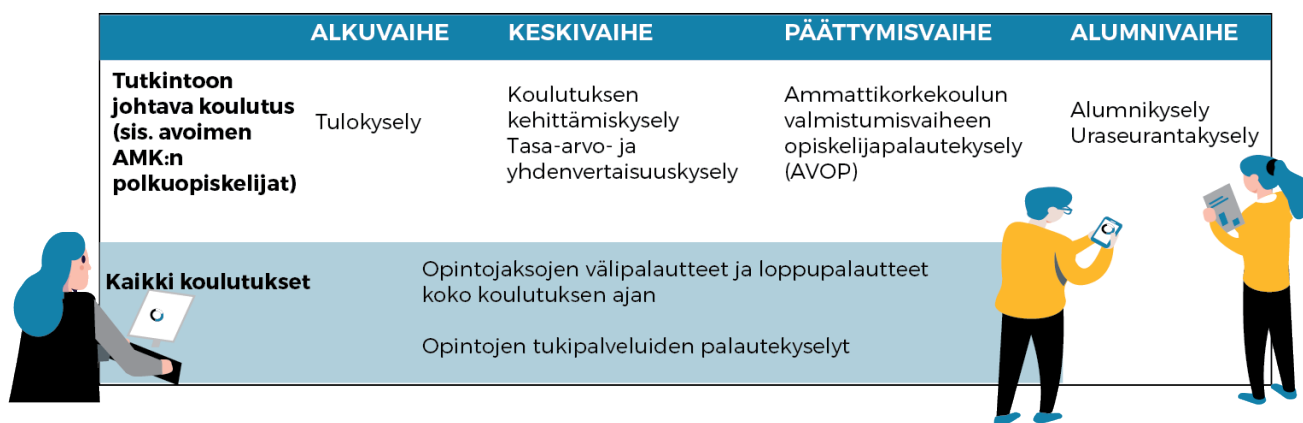 ALKUVAIHE KESKIVAIHE PÄÄTTYMISVAIHE ALUMNIVAIHE
Tutkintoon
johtava koulutus
(sis. avoimen
AMK:n
polkuopiskelijat)
Tulokysely
Koulutuksen
kehittämiskysely
Tasa-arvo- ja
yhdenvertaisuuskysely
Ammattikorkekoulun
valmistumisvaiheen
opiskelijapalautekysely
(AVOP)
Alumnikysely
Uraseurantakysely
Kaikki koulutukset
Opintojaksojen välipalautteet ja loppupalautteet
koko koulutuksen ajan
Opintojen tukipalveluiden palautekyselyt